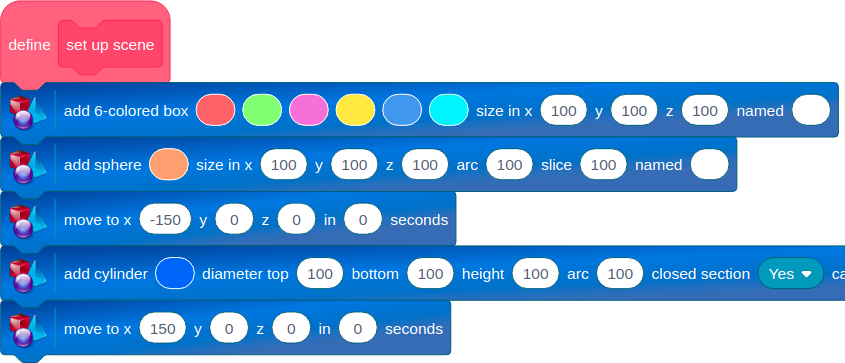 define set up scene
add 6-colored box size in x 100 y 100 z 100 named
add sphere size in x 100 y 100 z 100 arc 100 slice 100 named
move to x -150 y 0 z 0 in 0 seconds
add cylinder diameter top 100 bottom 100 height 100 arc 100 closed section Yes ca
move to x 150 y 0 z 0 in 0 seconds